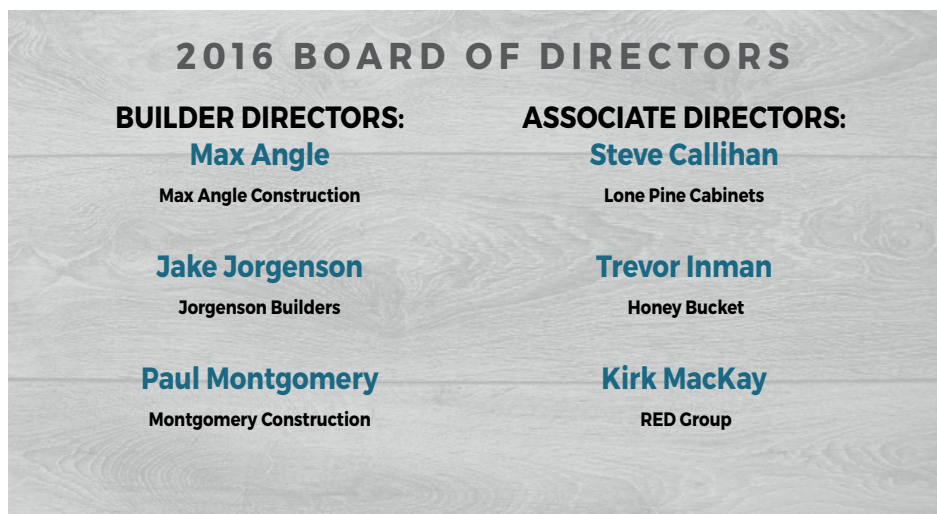 2016 BOARD OF DIRECTORS
BUILDER DIRECTORS:
Max Angle
Max Angle Construction
Jake Jorgenson
Jorgenson Builders
Paul Montgomery
Montgomery Construction
ASSOCIATE DIRECTORS:
Steve Callihan
Lone Pine Cabinets
Trevor Inman
Honey Bucket
Kirk MacKay
RED Group